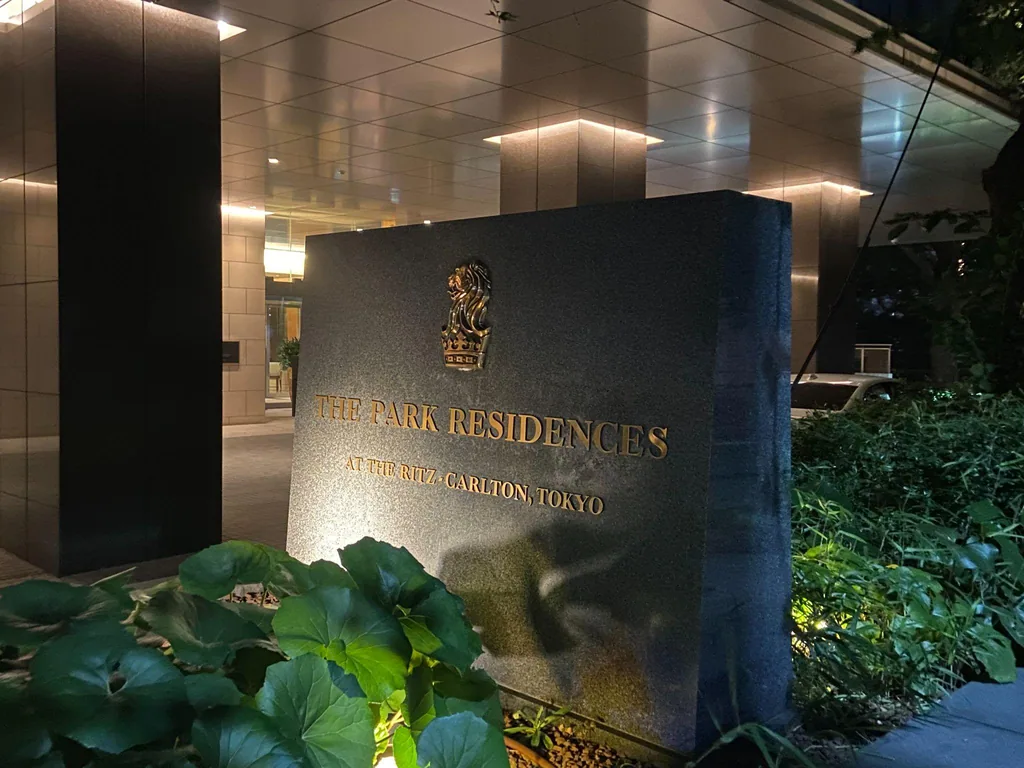 THE PARK RESIDENCES
AT THE RITZ-CARLTON, TOKYO